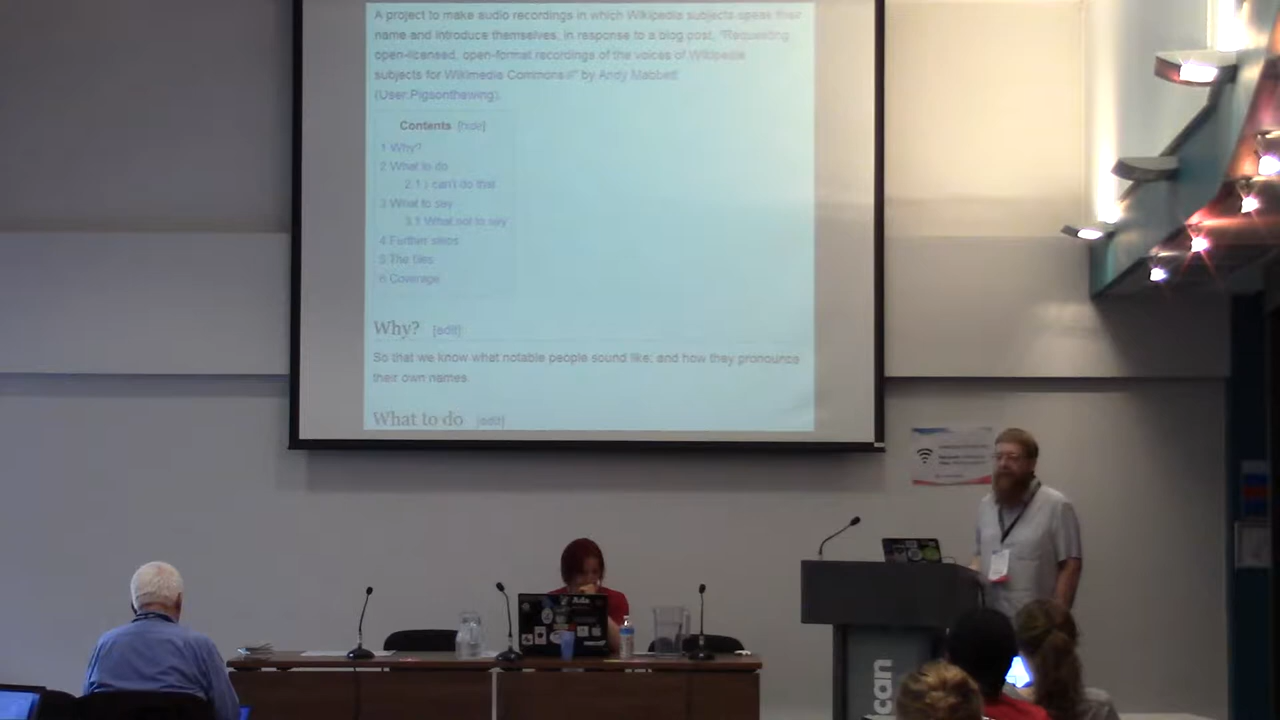 A project to make audio recordings in which Wikipedia subjects speak their
name and introduce themselves, in response to a blog post, "Requesting
open-licensed, open-format recordings of the voices of Wikipedia
subjects for Wikimedia Commons" by Andy Mabbett
(User:Pigsonthewing).
Contents [hide]
1 Why?
2 What to do
2.1 I can't do that
3 What to say
3.1 What not to say
4 Further steps
5 The files
6 Coverage
Why? [edit]
So that we know what notable people sound like; and how they pronounce
their own names.
What to do [edit]
ican